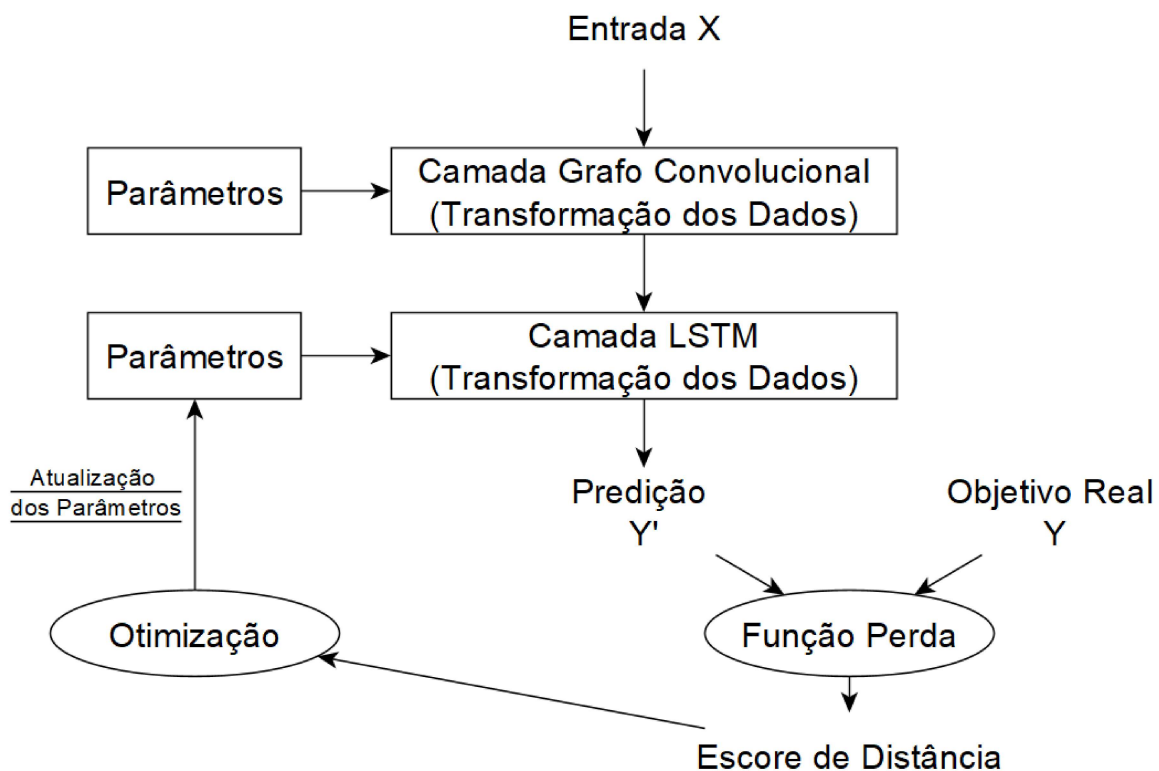 Entrada X
Parâmetros
Camada Grafo Convolucional
(Transformação dos Dados)
Parâmetros
Camada LSTM
(Transformação dos Dados)
Atualização
dos Parâmetros
Predição
Y'
Objetivo Real
Y
Otimização
Função Perda
Escore de Distância